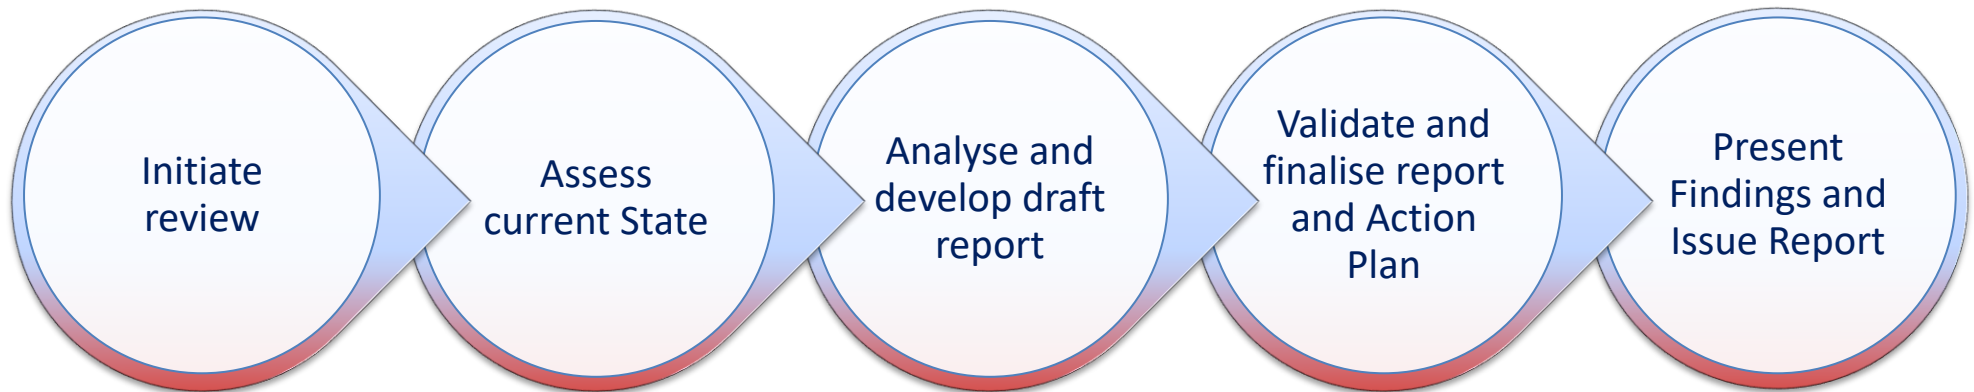 Initiate
review
Assess
current State
Analyse and
develop draft
report
Validate and
finalise report
and Action
Plan
Present
Findings and
Issue Report